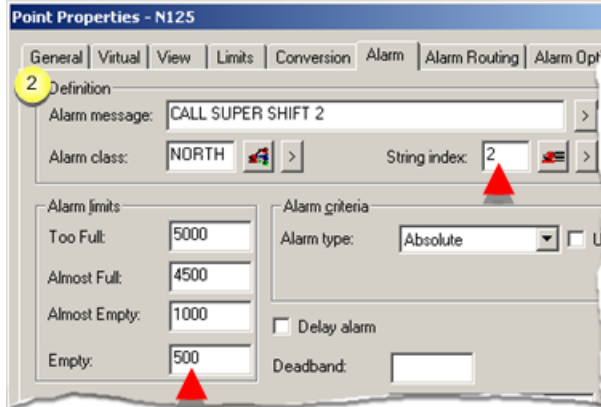 Point Properties - N125
General Virtual View Limits Conversion Alarm Alarm Routing Alarm Opt
2 Definition
Alarm message: CALL SUPER SHIFT 2 >
Alarm class: NORTH > String index: 2 >
Alarm limits
Too Full: 5000
Almost Full: 4500
Almost Empty: 1000
Empty: 500
Alarm criteria
Alarm type: Absolute U
Delay alarm
Deadband: